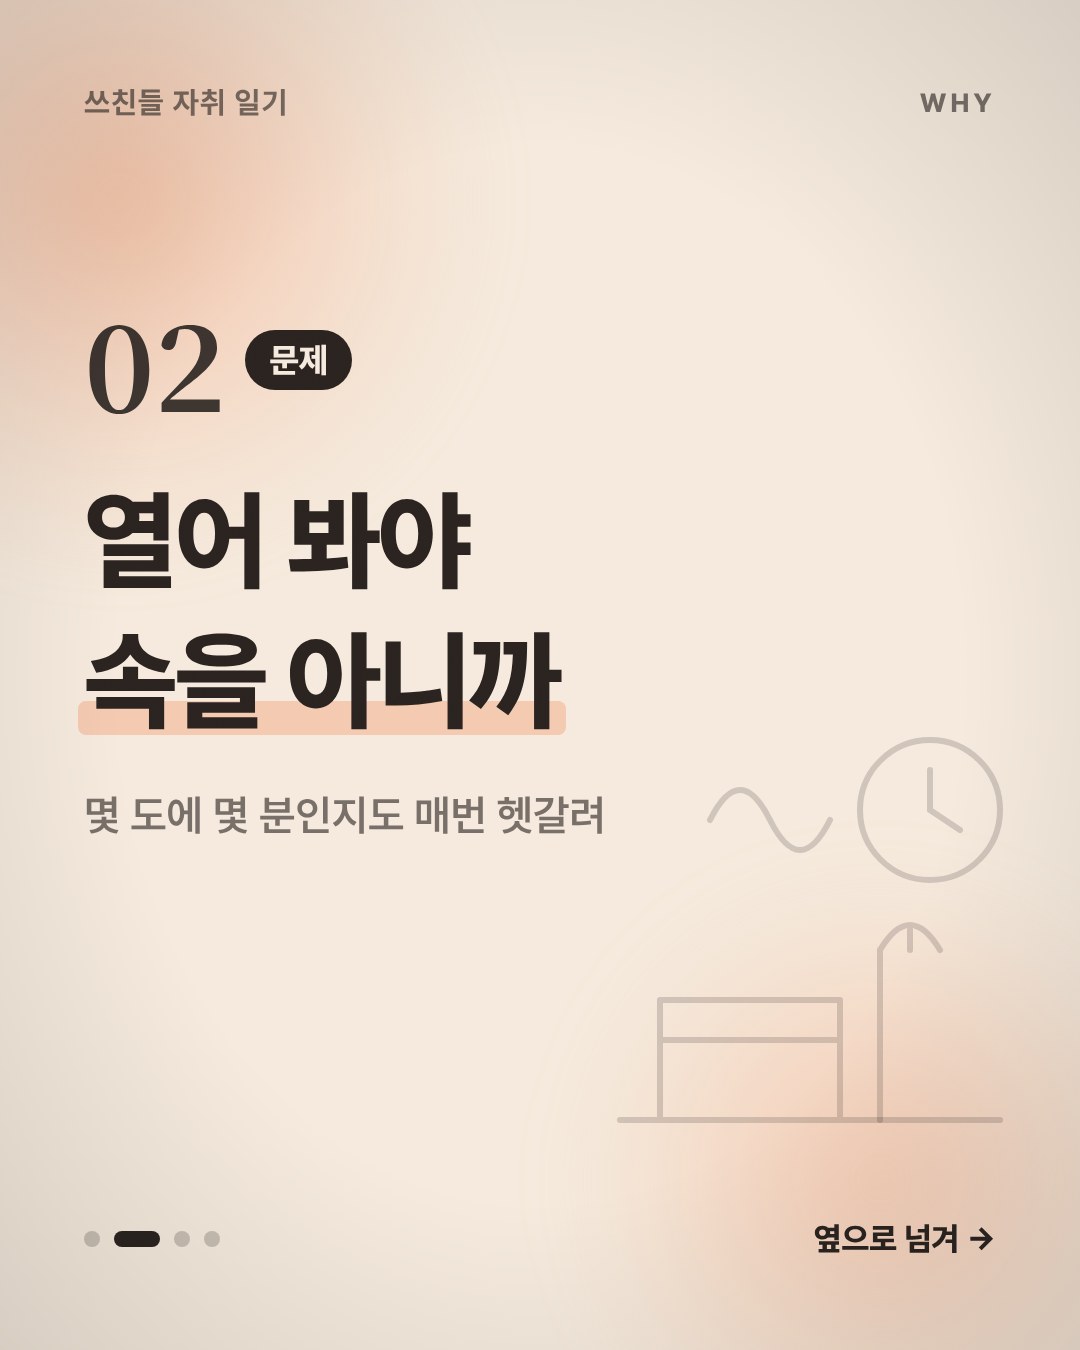 쓰친들 자취 일기
WHY
02 문제
열어 봐야
속을 아니까
몇 도에 몇 분인지도 매번 헷갈려
옆으로 넘겨 →